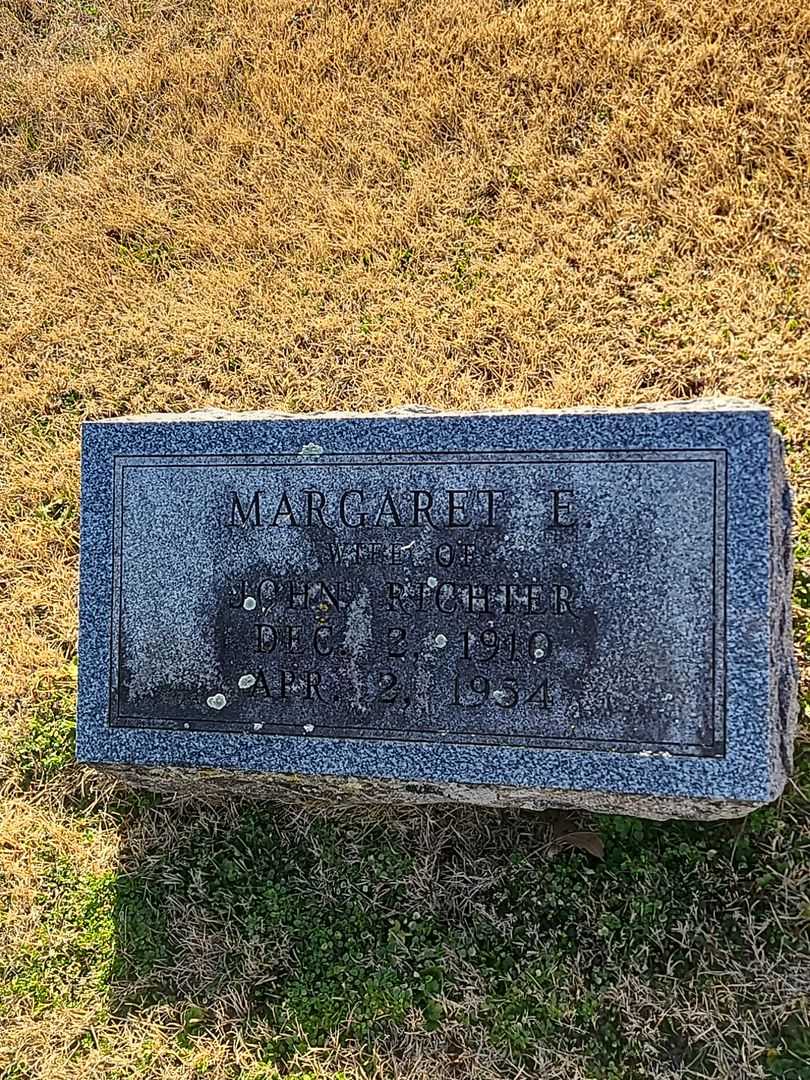 MARGARET E.
WIFE OF
JOHN RICHTER
DEC. 2, 1910
APR. 2, 1954